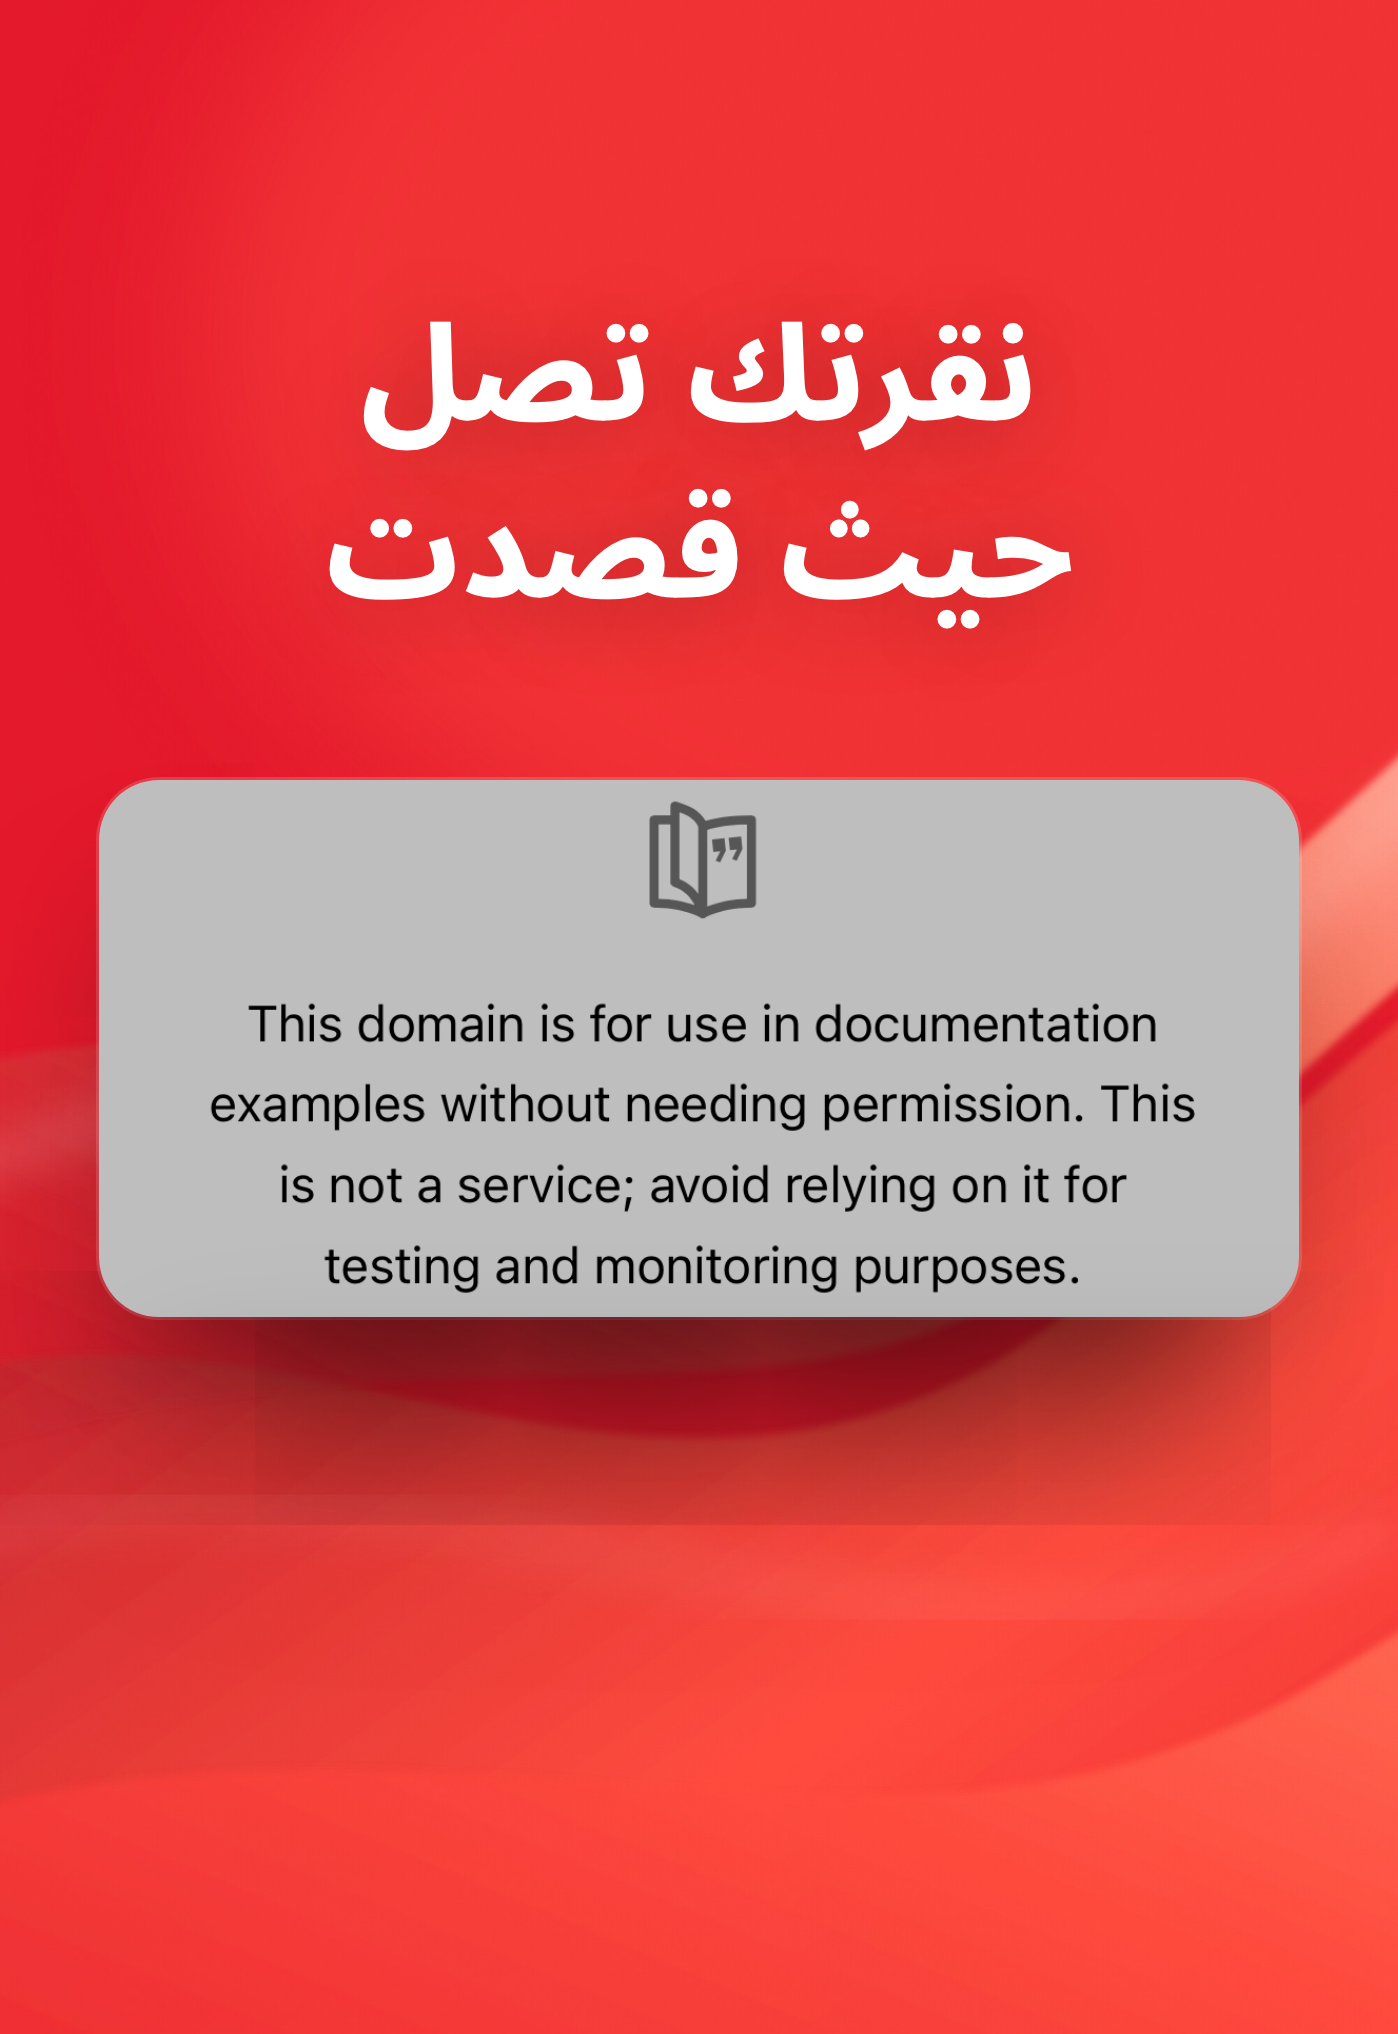 نقرتك تصل
حيث قصدت
This domain is for use in documentation
examples without needing permission. This
is not a service; avoid relying on it for
testing and monitoring purposes.